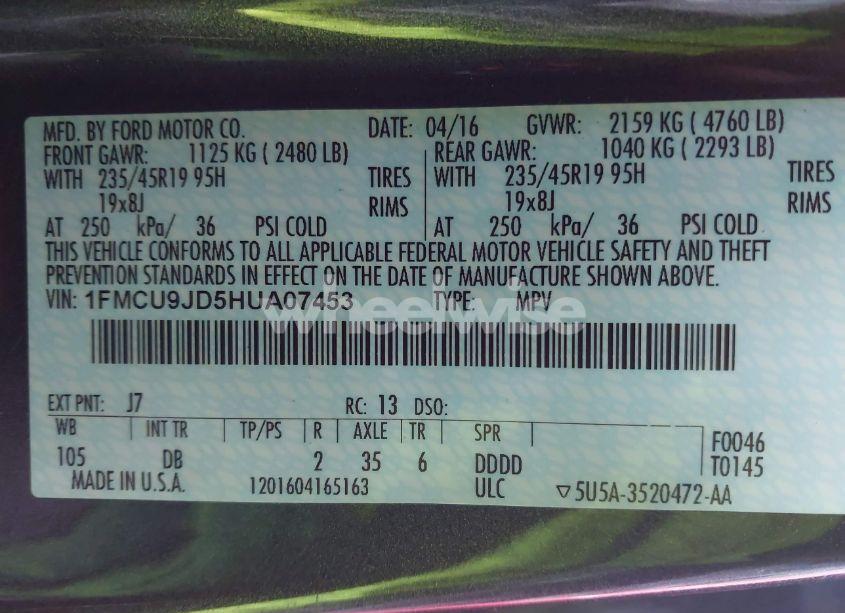 MFD. BY FORD MOTOR CO. DATE: 04/16 GVWR: 2159 KG ( 4760 LB)
FRONT GAWR: 1125 KG ( 2480 LB) REAR GAWR: 1040 KG ( 2293 LB)
WITH 235/45R19 95H TIRES WITH 235/45R19 95H TIRES
19x8J RIMS 19x8J RIMS
AT 250 kPa/ 36 PSI COLD AT 250 kPa/ 36 PSI COLD
THIS VEHICLE CONFORMS TO ALL APPLICABLE FEDERAL MOTOR VEHICLE SAFETY AND THEFT
PREVENTION STANDARDS IN EFFECT ON THE DATE OF MANUFACTURE SHOWN ABOVE.
VIN: 1FMCU9JD5HUA07453 TYPE: MPV
wheelwise
EXT PNT: J7 RC: 13 DSO:
WB INT TR TP/PS R AXLE TR SPR F0046
105 DB 2 35 6 DDDD T0145
MADE IN U.S.A. 1201604165163 ULC ▽5U5A-3520472-AA